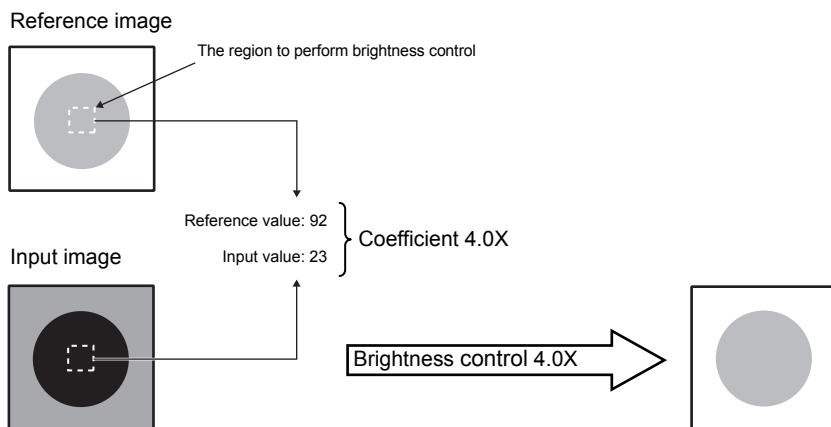 Reference image
The region to perform brightness control
Reference value: 92
Input value: 23
Coefficient 4.0X
Input image
Brightness control 4.0X